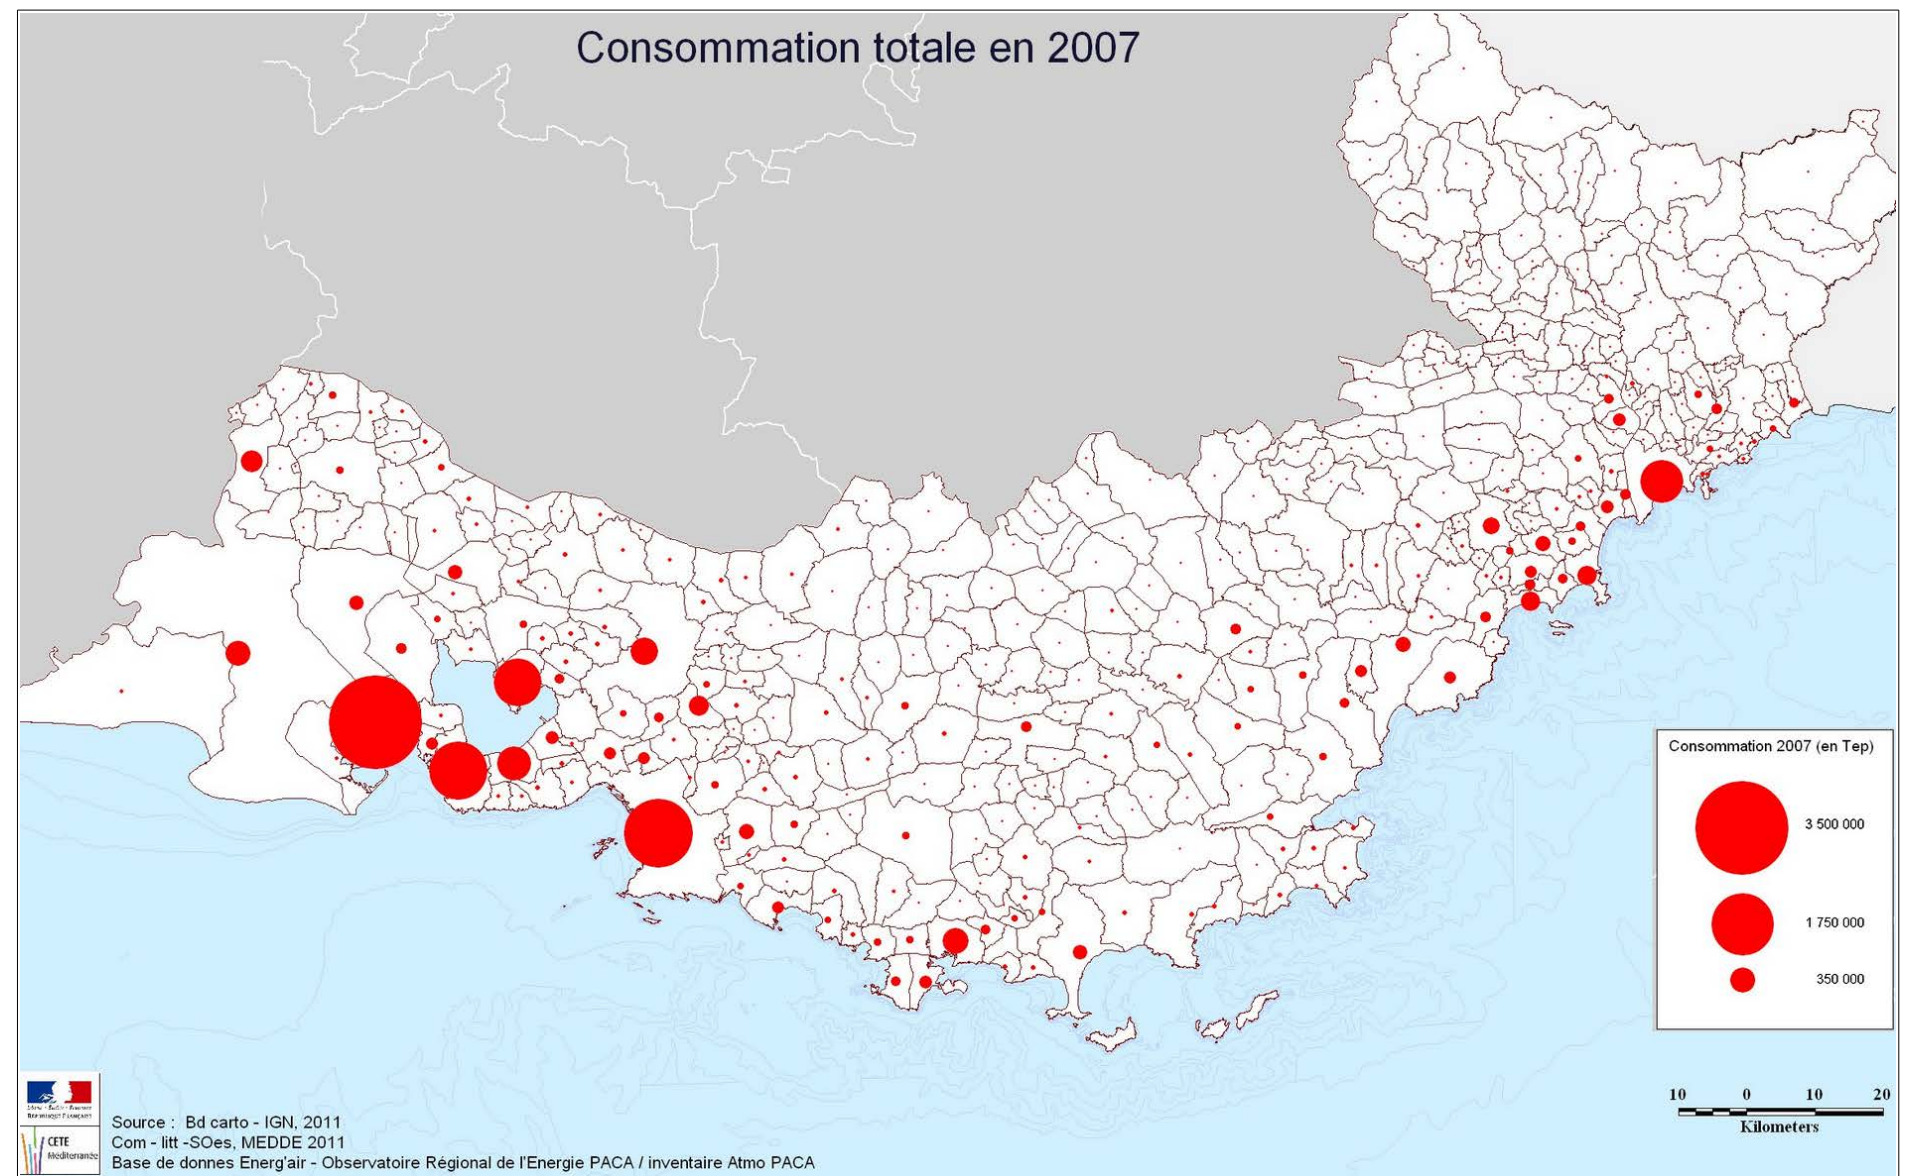 Consommation totale en 2007
Consommation 2007 (en Tep)
3 500 000
1 750 000
350 000
10 0 10 20
Kilometers
RÉPUBLIQUE FRANÇAISE
CETE
Méditerranée
Source : Bd carto - IGN, 2011
Com - litt -SOes, MEDDE 2011
Base de donnes Energ'air - Observatoire Régional de l'Energie PACA / inventaire Atmo PACA